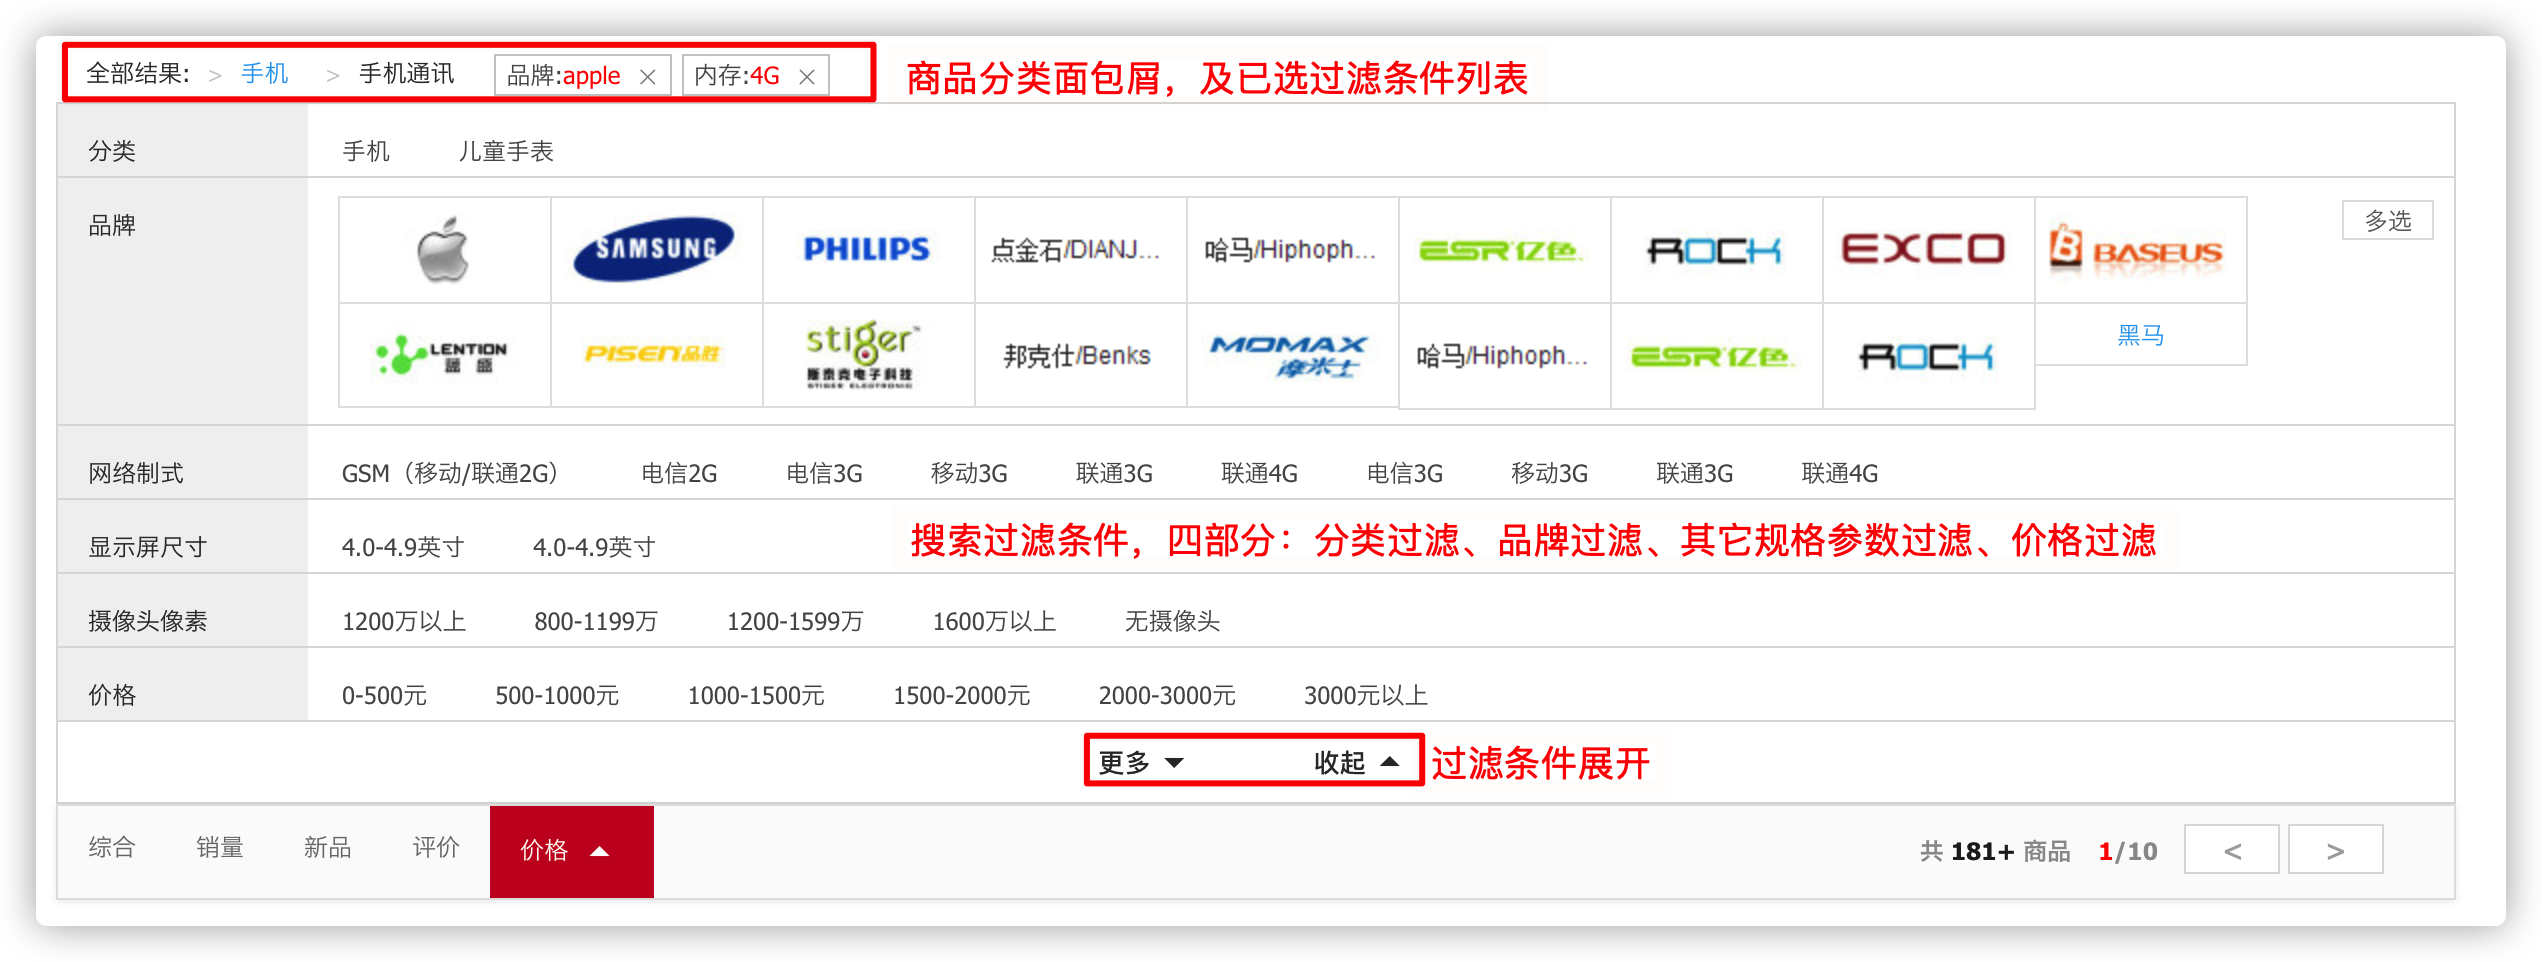 全部结果: > 手机 > 手机通讯 品牌:apple × 内存:4G × 商品分类面包屑，及已选过滤条件列表
分类 手机 儿童手表
品牌 SAMSUNG PHILIPS 点金石/DIANJ... 哈马/Hiphoph... ESR亿色 ROCK EXCO BASEUS 多选
LENTION 蓝盛 PISEN品胜 stiger™ 斯泰克电子科技 STIGER ELECTRONIC 邦克仕/Benks MOMAX 摩米士 哈马/Hiphoph... ESR亿色 ROCK 黑马
网络制式 GSM（移动/联通2G） 电信2G 电信3G 移动3G 联通3G 联通4G 电信3G 移动3G 联通3G 联通4G
显示屏尺寸 4.0-4.9英寸 4.0-4.9英寸 搜索过滤条件，四部分：分类过滤、品牌过滤、其它规格参数过滤、价格过滤
摄像头像素 1200万以上 800-1199万 1200-1599万 1600万以上 无摄像头
价格 0-500元 500-1000元 1000-1500元 1500-2000元 2000-3000元 3000元以上
更多 ▼ 收起 ▲ 过滤条件展开
综合 销量 新品 评价 价格 ▲ 共 181+ 商品 1/10 < >